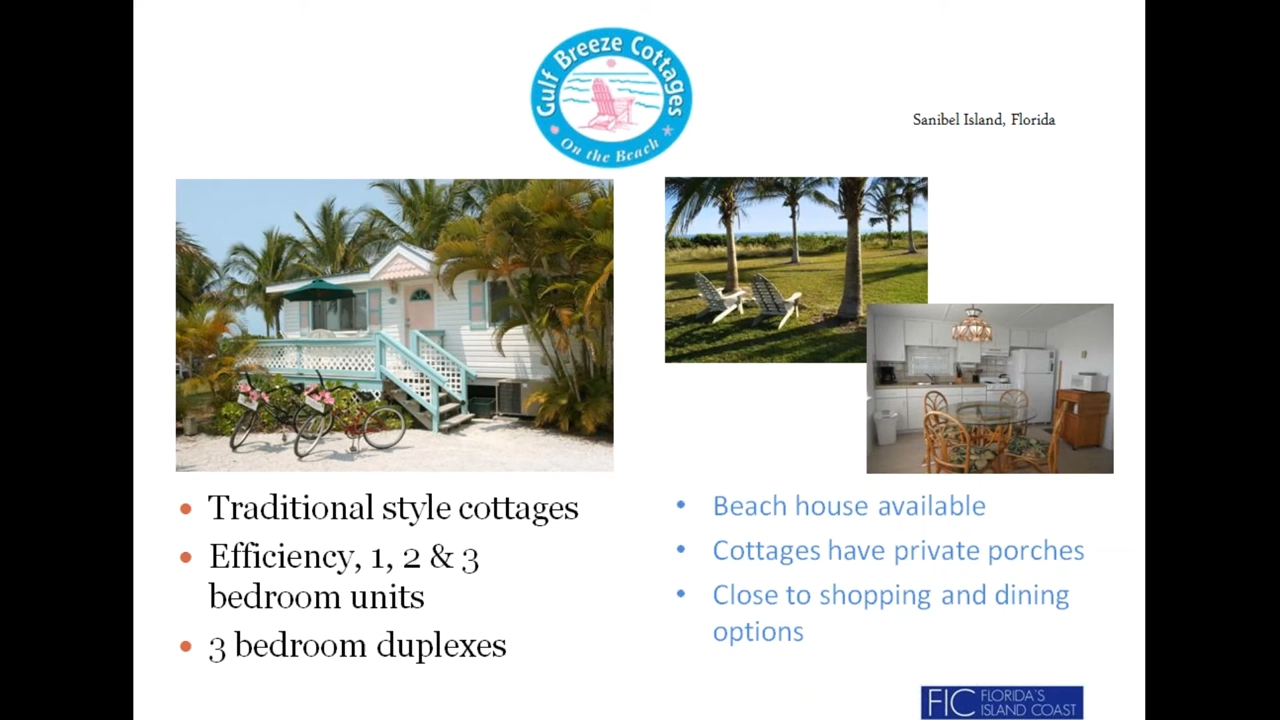 Gulf Breeze Cottages
On the Beach
Sanibel Island, Florida
• Traditional style cottages
• Efficiency, 1, 2 & 3
bedroom units
• 3 bedroom duplexes
• Beach house available
• Cottages have private porches
• Close to shopping and dining
options
FIC FLORIDA'S
ISLAND COAST